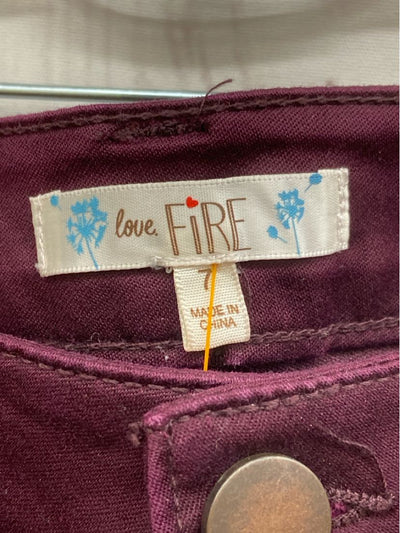 love, FiRE
7
MADE IN
CHINA